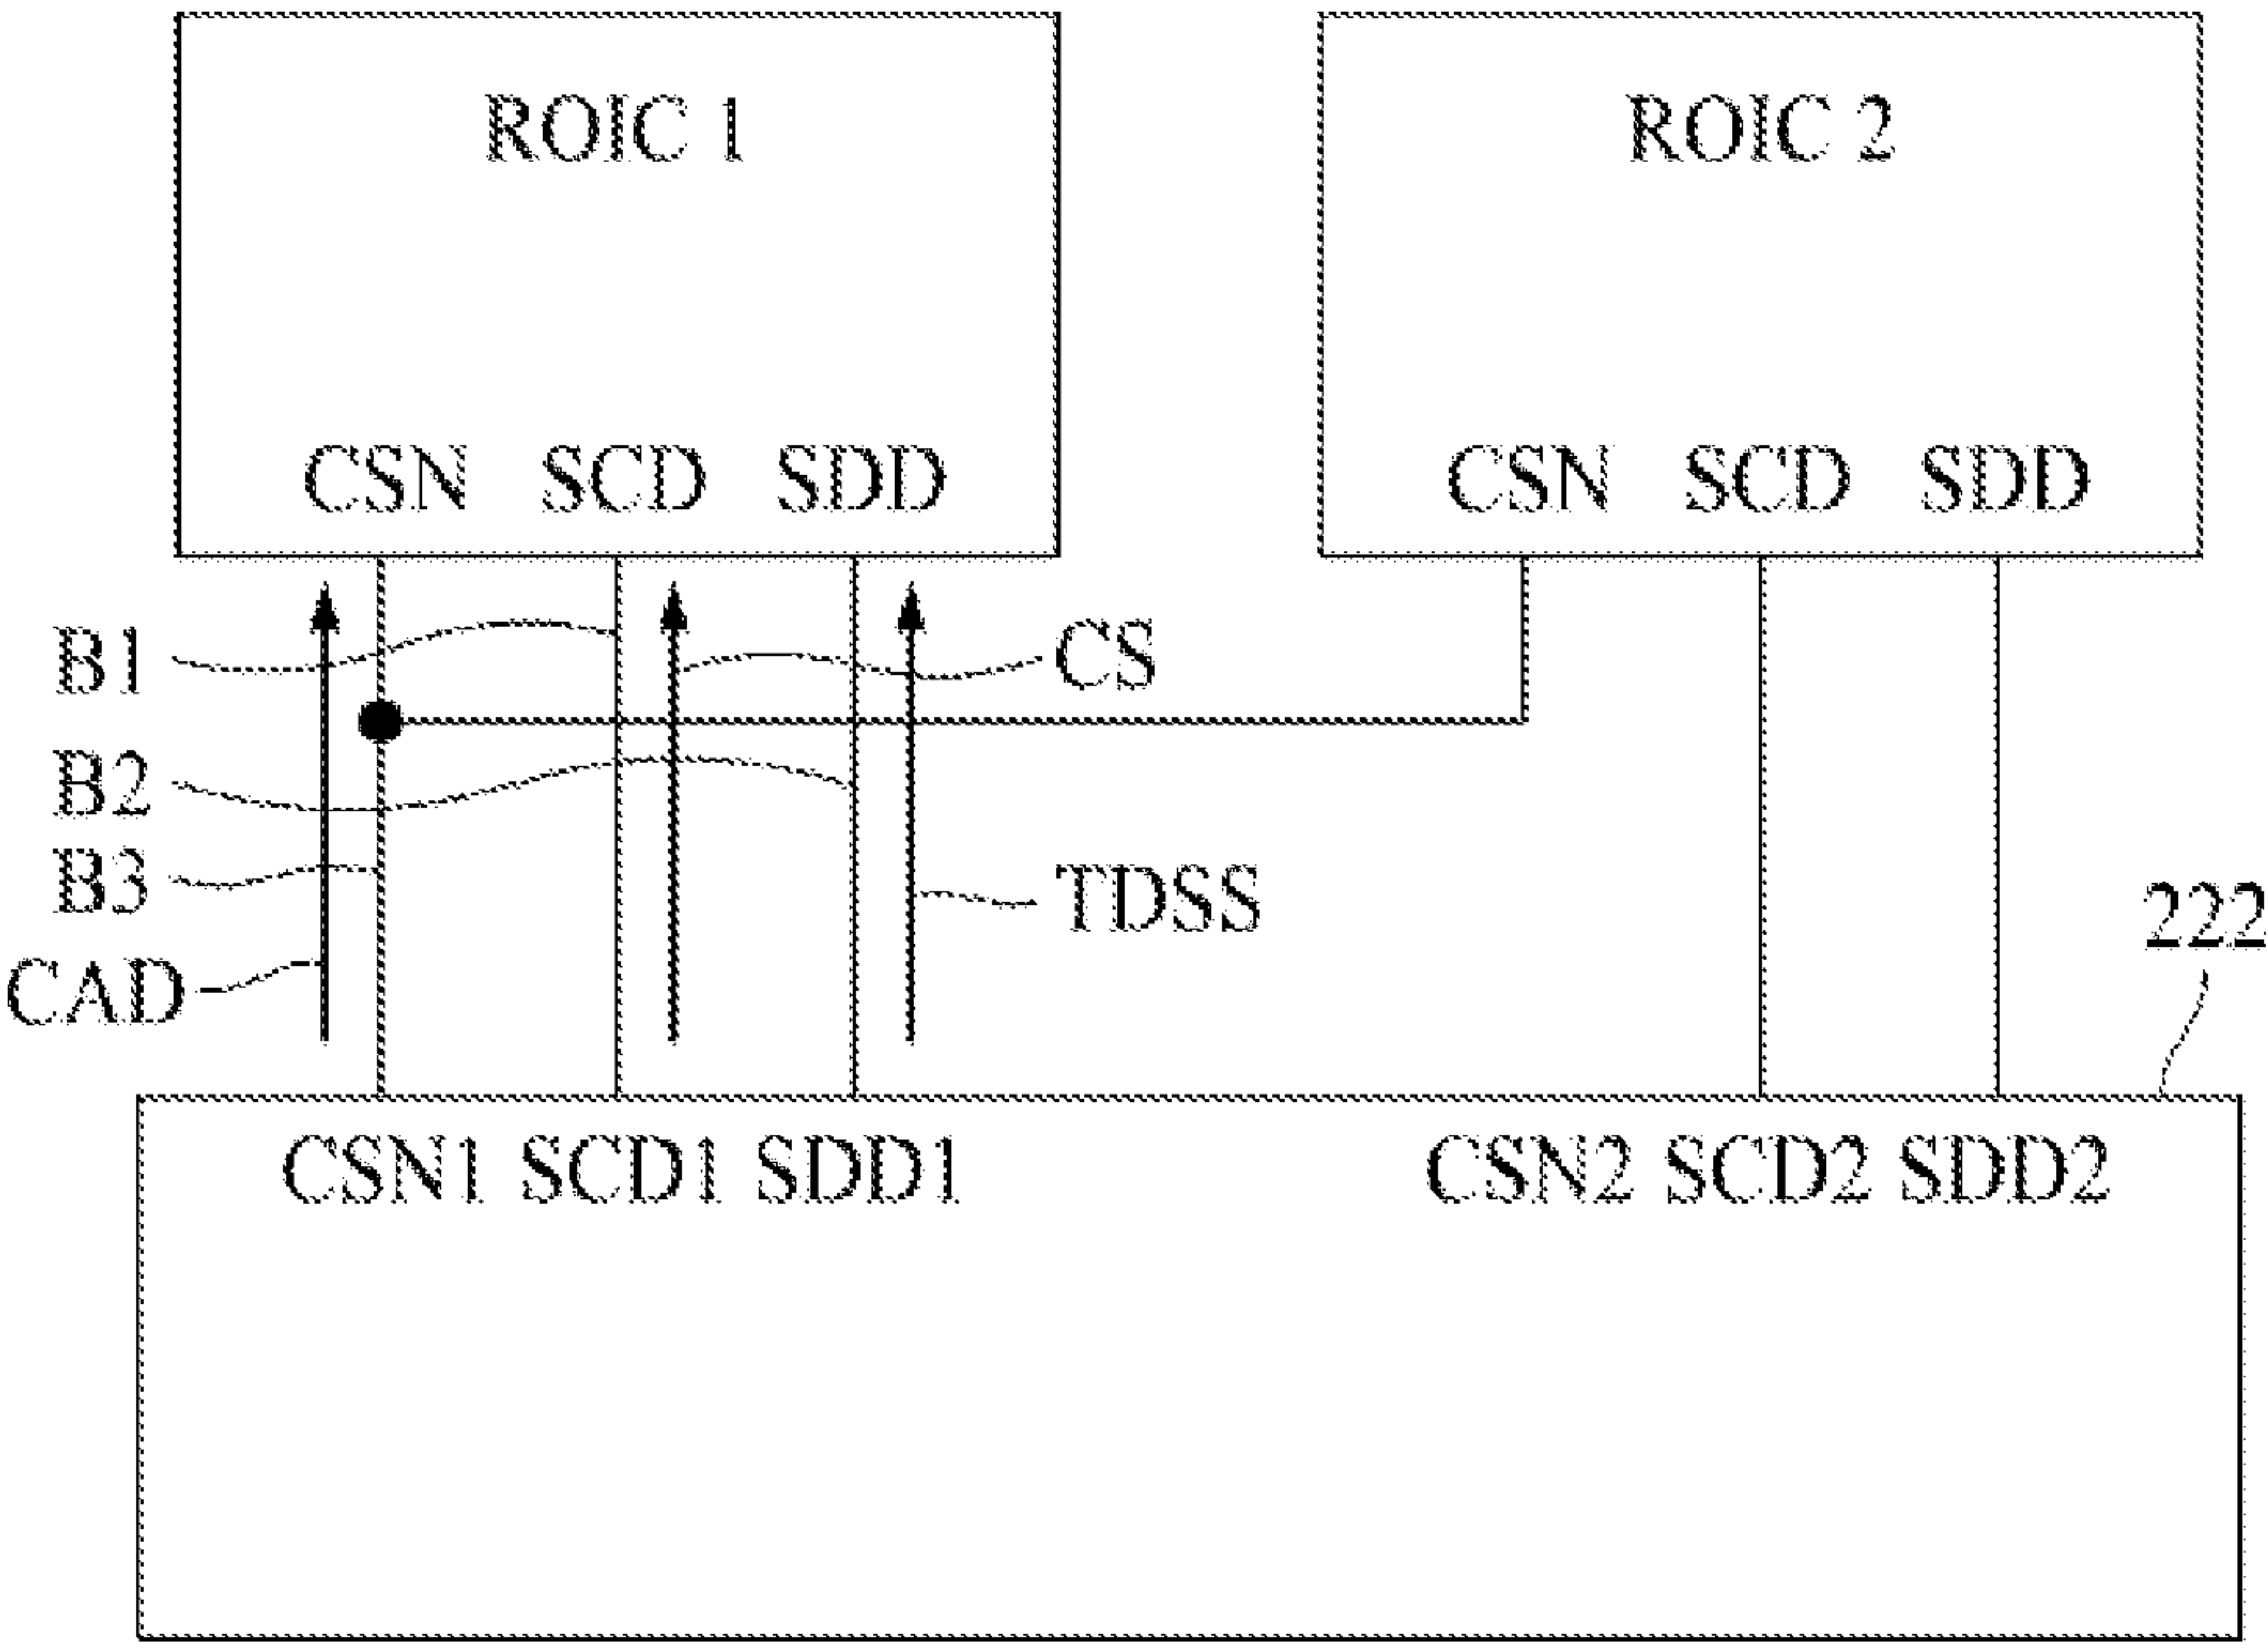 ROIC 1
ROIC 2
CSN SCD SDD
CSN SCD SDD
B1
CS
B2
B3
TDSS
222
CAD
CSN1 SCD1 SDD1
CSN2 SCD2 SDD2